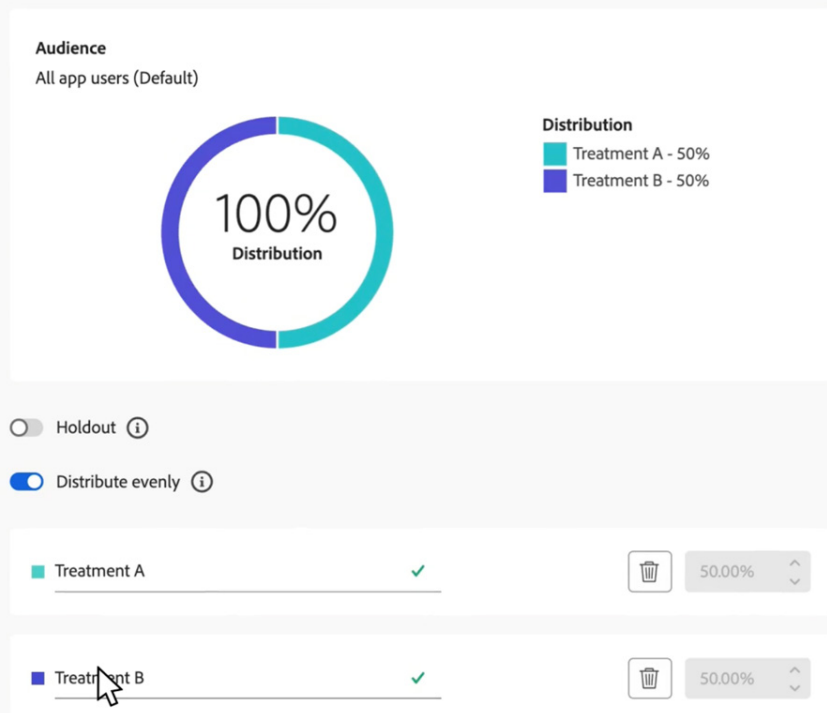 Audience
All app users (Default)
100%
Distribution
Distribution
Treatment A - 50%
Treatment B - 50%
Holdout
Distribute evenly
Treatment A
50.00%
Treatment B
50.00%